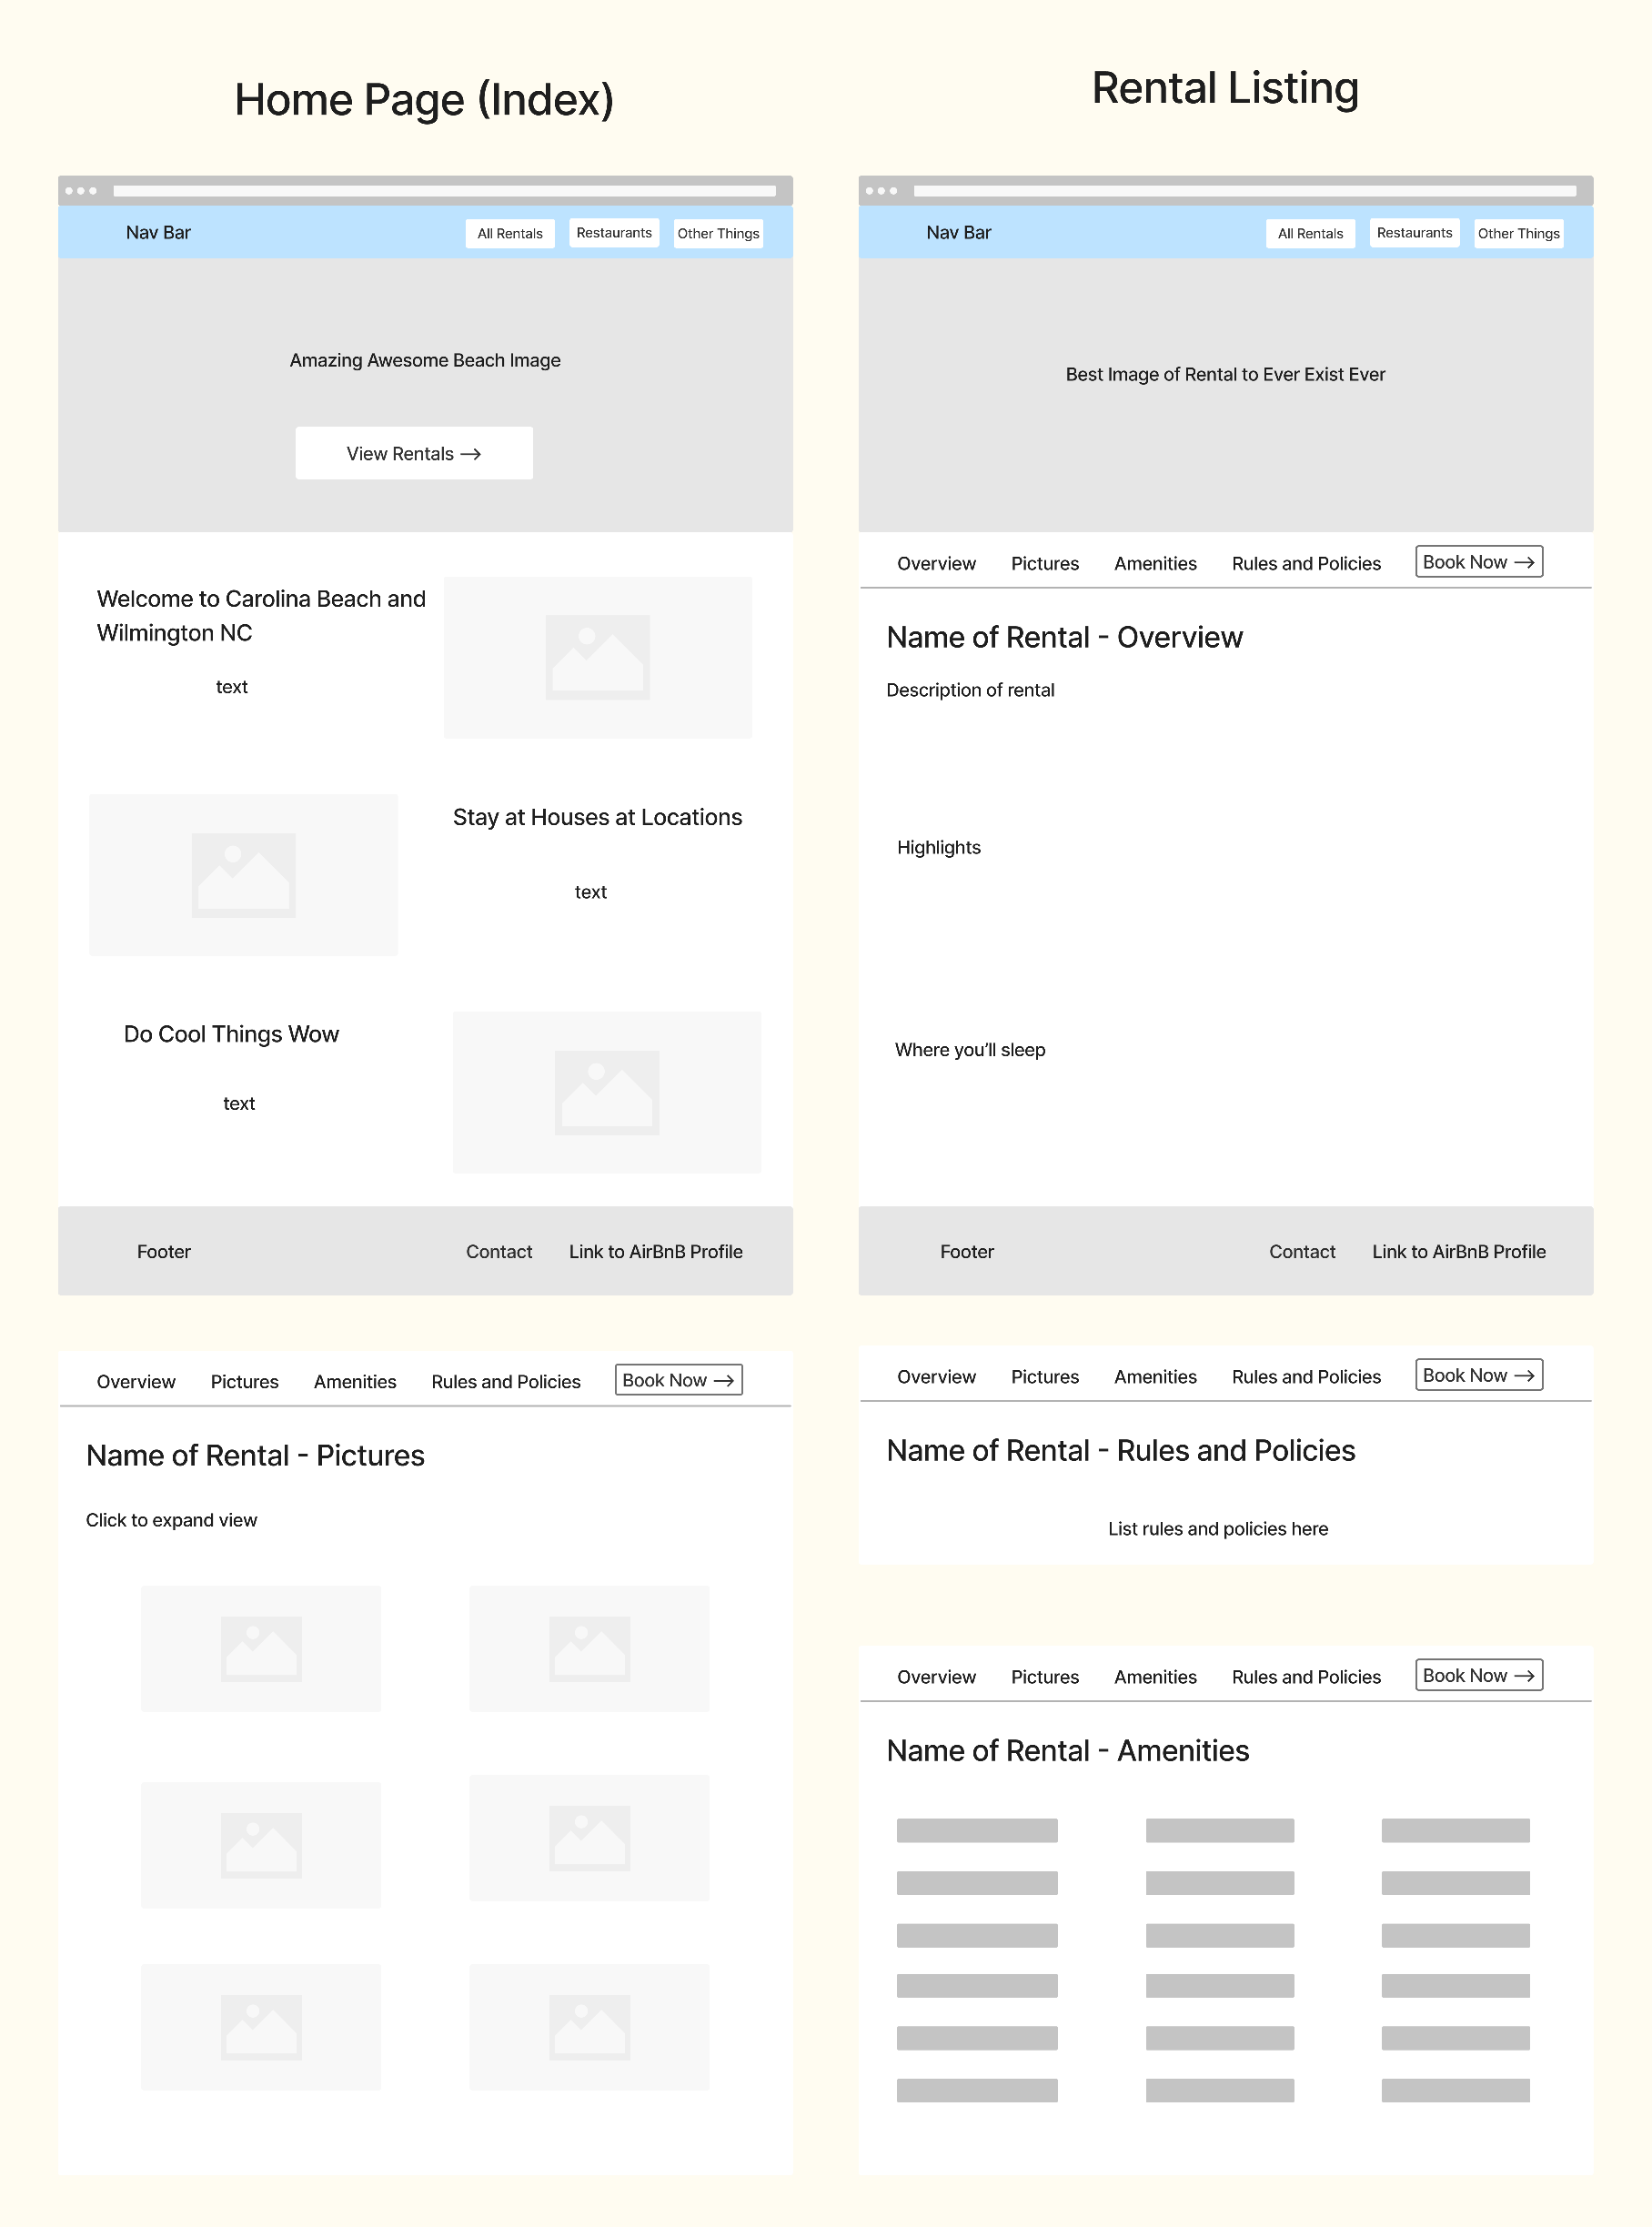 Home Page (Index)
Nav Bar
All Rentals
Restaurants
Other Things
Amazing Awesome Beach Image
View Rentals →
Welcome to Carolina Beach and
Wilmington NC
text
Stay at Houses at Locations
text
Do Cool Things Wow
text
Footer
Contact
Link to AirBnB Profile
Rental Listing
Nav Bar
All Rentals
Restaurants
Other Things
Best Image of Rental to Ever Exist Ever
Overview
Pictures
Amenities
Rules and Policies
Book Now →
Name of Rental - Overview
Description of rental
Highlights
Where you’ll sleep
Footer
Contact
Link to AirBnB Profile
Overview
Pictures
Amenities
Rules and Policies
Book Now →
Name of Rental - Pictures
Click to expand view
Overview
Pictures
Amenities
Rules and Policies
Book Now →
Name of Rental - Rules and Policies
List rules and policies here
Overview
Pictures
Amenities
Rules and Policies
Book Now →
Name of Rental - Amenities